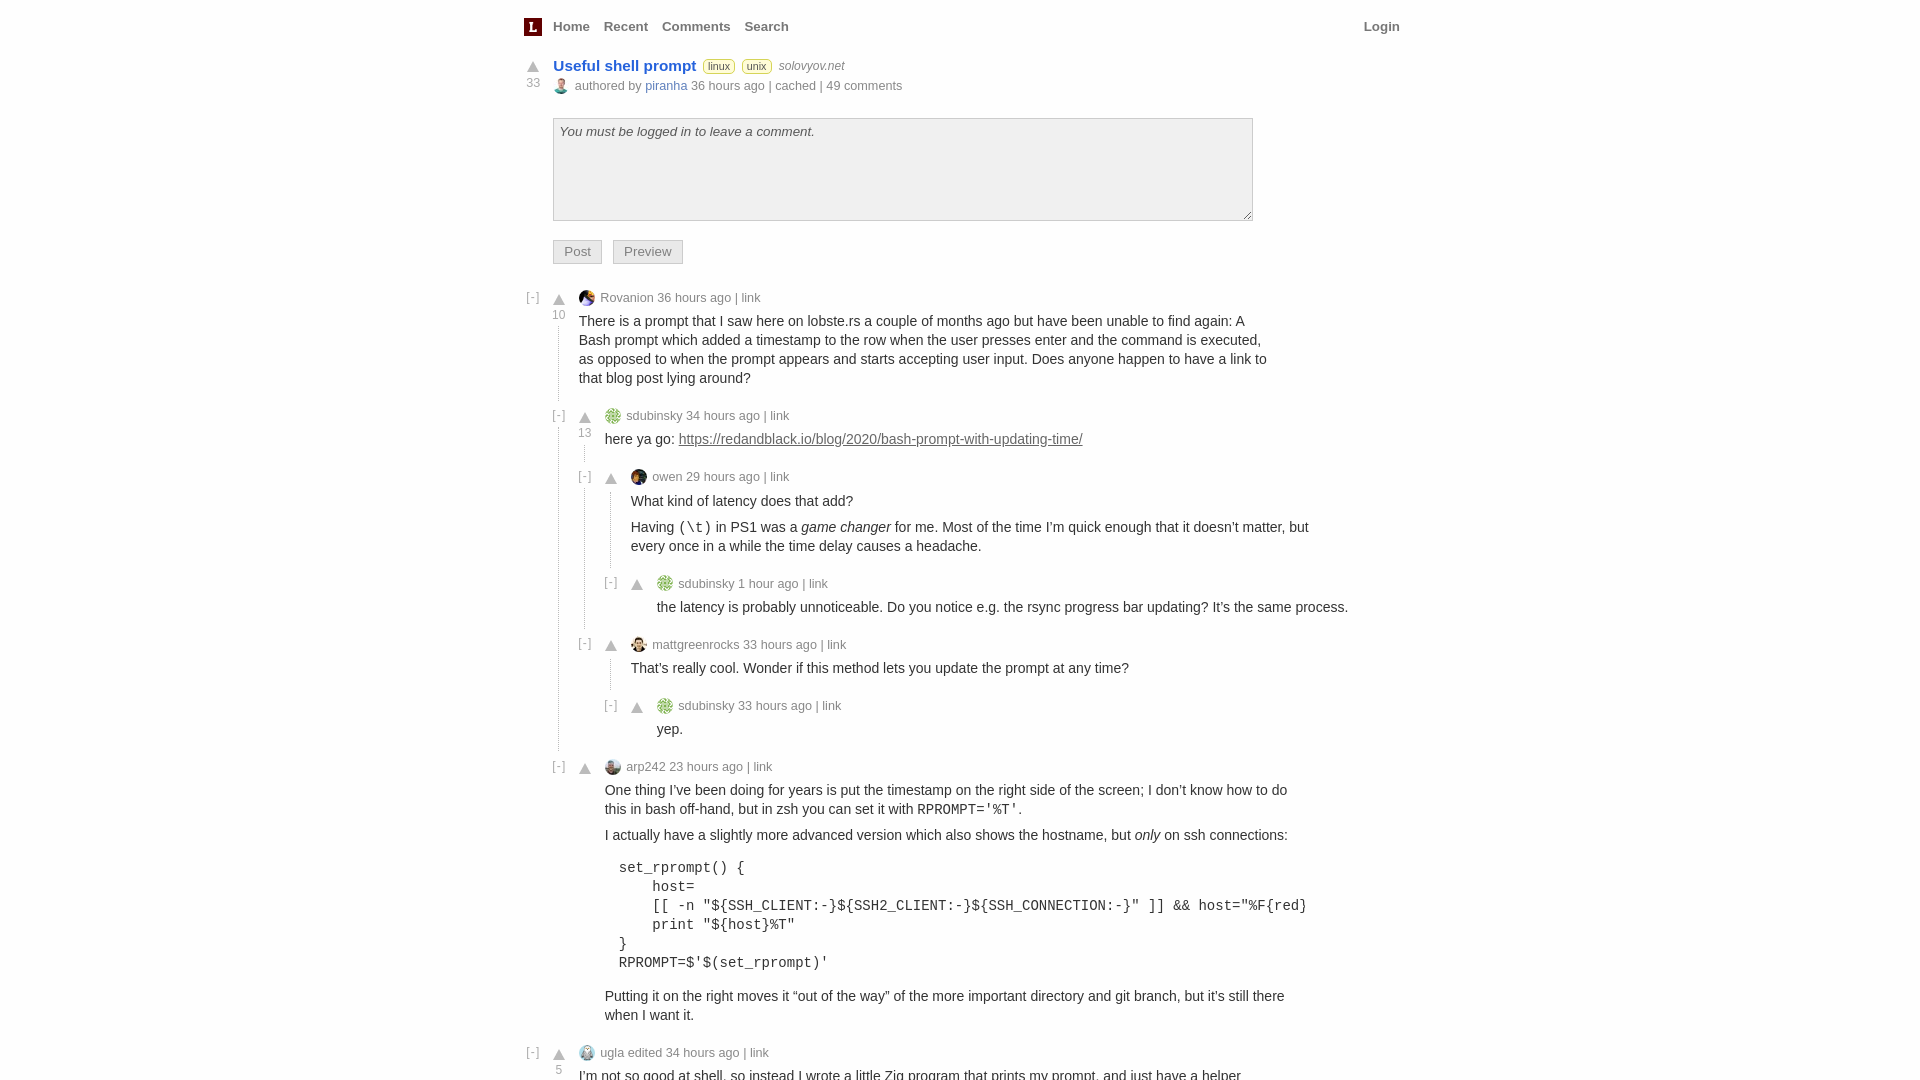 L Home Recent Comments Search Login
33 Useful shell prompt linux unix solovyov.net
authored by piranha 36 hours ago | cached | 49 comments
You must be logged in to leave a comment.
Post Preview
[-] Rovanion 36 hours ago | link
10
There is a prompt that I saw here on lobste.rs a couple of months ago but have been unable to find again: A
Bash prompt which added a timestamp to the row when the user presses enter and the command is executed,
as opposed to when the prompt appears and starts accepting user input. Does anyone happen to have a link to
that blog post lying around?
[-] sdubinsky 34 hours ago | link
13
here ya go: https://redandblack.io/blog/2020/bash-prompt-with-updating-time/
[-] owen 29 hours ago | link
What kind of latency does that add?
Having (\t) in PS1 was a game changer for me. Most of the time I’m quick enough that it doesn’t matter, but
every once in a while the time delay causes a headache.
[-] sdubinsky 1 hour ago | link
the latency is probably unnoticeable. Do you notice e.g. the rsync progress bar updating? It’s the same process.
[-] mattgreenrocks 33 hours ago | link
That’s really cool. Wonder if this method lets you update the prompt at any time?
[-] sdubinsky 33 hours ago | link
yep.
[-] arp242 23 hours ago | link
One thing I’ve been doing for years is put the timestamp on the right side of the screen; I don’t know how to do
this in bash off-hand, but in zsh you can set it with RPROMPT='%T'.
I actually have a slightly more advanced version which also shows the hostname, but only on ssh connections:
set_rprompt() {
    host=
    [[ -n "${SSH_CLIENT:-}${SSH2_CLIENT:-}${SSH_CONNECTION:-}" ]] && host="%F{red}
    print "${host}%T"
}
RPROMPT=$'$(set_rprompt)'
Putting it on the right moves it “out of the way” of the more important directory and git branch, but it’s still there
when I want it.
[-] ugla edited 34 hours ago | link
5
I’m not so good at shell, so instead I wrote a little Zig program that prints my prompt, and just have a helper